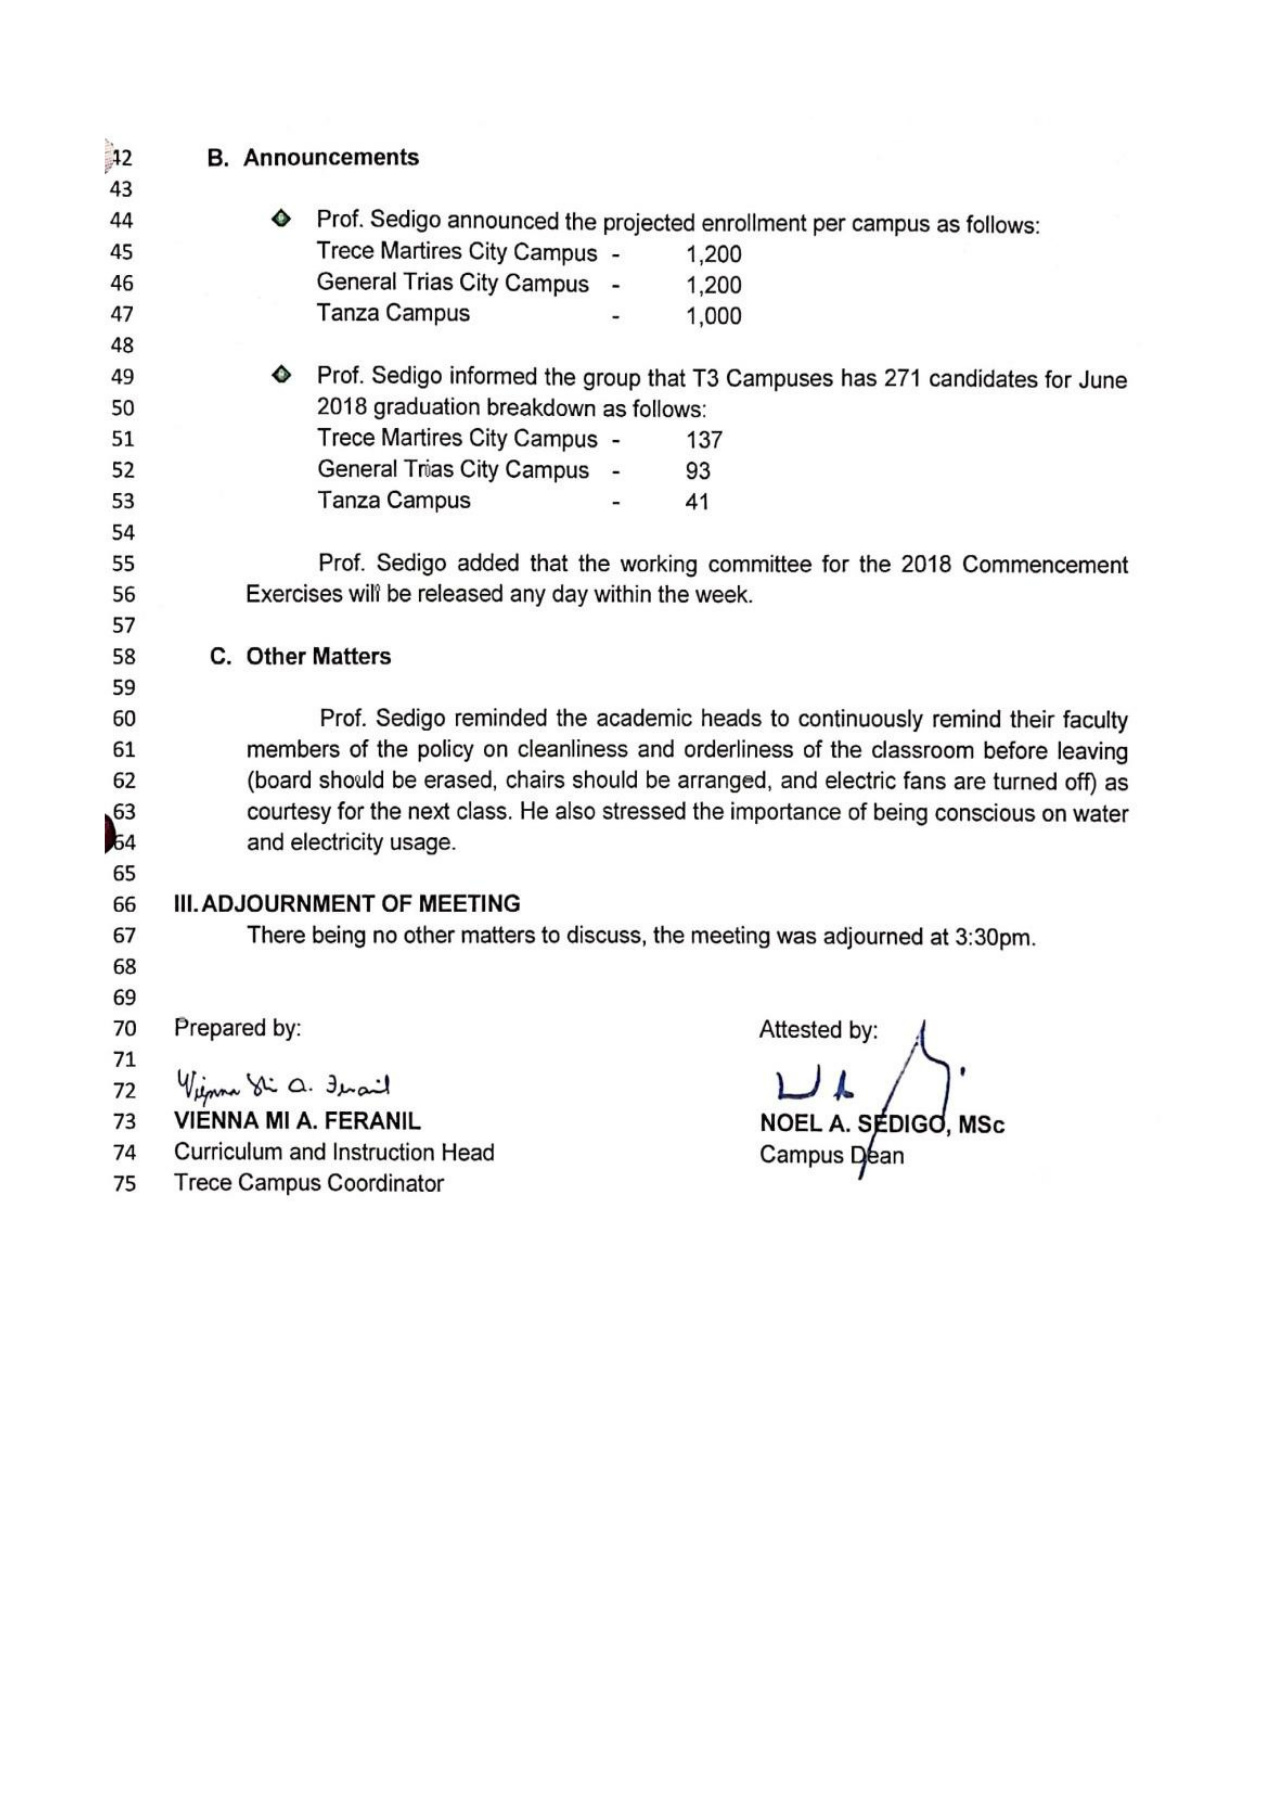 42 B. Announcements
43
44 Prof. Sedigo announced the projected enrollment per campus as follows:
45 Trece Martires City Campus - 1,200
46 General Trias City Campus - 1,200
47 Tanza Campus - 1,000
48
49 Prof. Sedigo informed the group that T3 Campuses has 271 candidates for June
50 2018 graduation breakdown as follows:
51 Trece Martires City Campus - 137
52 General Trias City Campus - 93
53 Tanza Campus - 41
54
55 Prof. Sedigo added that the working committee for the 2018 Commencement
56 Exercises will be released any day within the week.
57
58 C. Other Matters
59
60 Prof. Sedigo reminded the academic heads to continuously remind their faculty
61 members of the policy on cleanliness and orderliness of the classroom before leaving
62 (board should be erased, chairs should be arranged, and electric fans are turned off) as
63 courtesy for the next class. He also stressed the importance of being conscious on water
64 and electricity usage.
65
66 III. ADJOURNMENT OF MEETING
67 There being no other matters to discuss, the meeting was adjourned at 3:30pm.
68
69
70 Prepared by: Attested by:
71
72 Vienna Mi A. Feranil
73 VIENNA MI A. FERANIL NOEL A. SEDIGO, MSc
74 Curriculum and Instruction Head Campus Dean
75 Trece Campus Coordinator